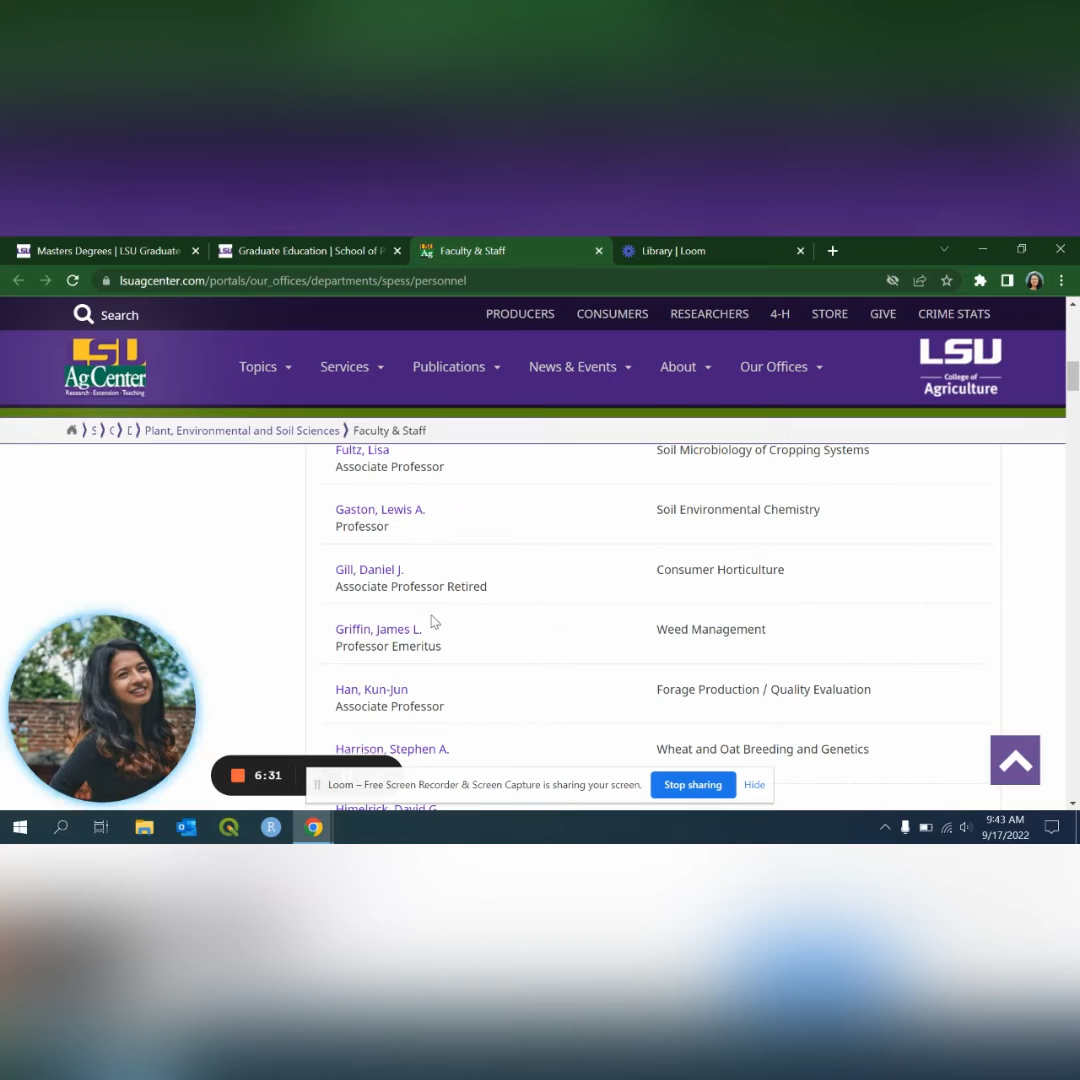 Masters Degrees | LSU Graduate
Graduate Education | School of P
Faculty & Staff
Library | Loom
lsuagcenter.com/portals/our_offices/departments/spess/personnel
Search
PRODUCERS CONSUMERS RESEARCHERS 4-H STORE GIVE CRIME STATS
LSU
AgCenter
Research · Extension · Teaching
Topics Services Publications News & Events About Our Offices
LSU
College of
Agriculture
S ❯ C ❯ D ❯ Plant, Environmental and Soil Sciences ❯ Faculty & Staff
Fultz, Lisa Soil Microbiology of Cropping Systems
Associate Professor
Gaston, Lewis A. Soil Environmental Chemistry
Professor
Gill, Daniel J. Consumer Horticulture
Associate Professor Retired
Griffin, James L. Weed Management
Professor Emeritus
Han, Kun-Jun Forage Production / Quality Evaluation
Associate Professor
Harrison, Stephen A. Wheat and Oat Breeding and Genetics
6:31
Loom – Free Screen Recorder & Screen Capture is sharing your screen. Stop sharing Hide
Himelrick, David G.
R
9:43 AM
9/17/2022